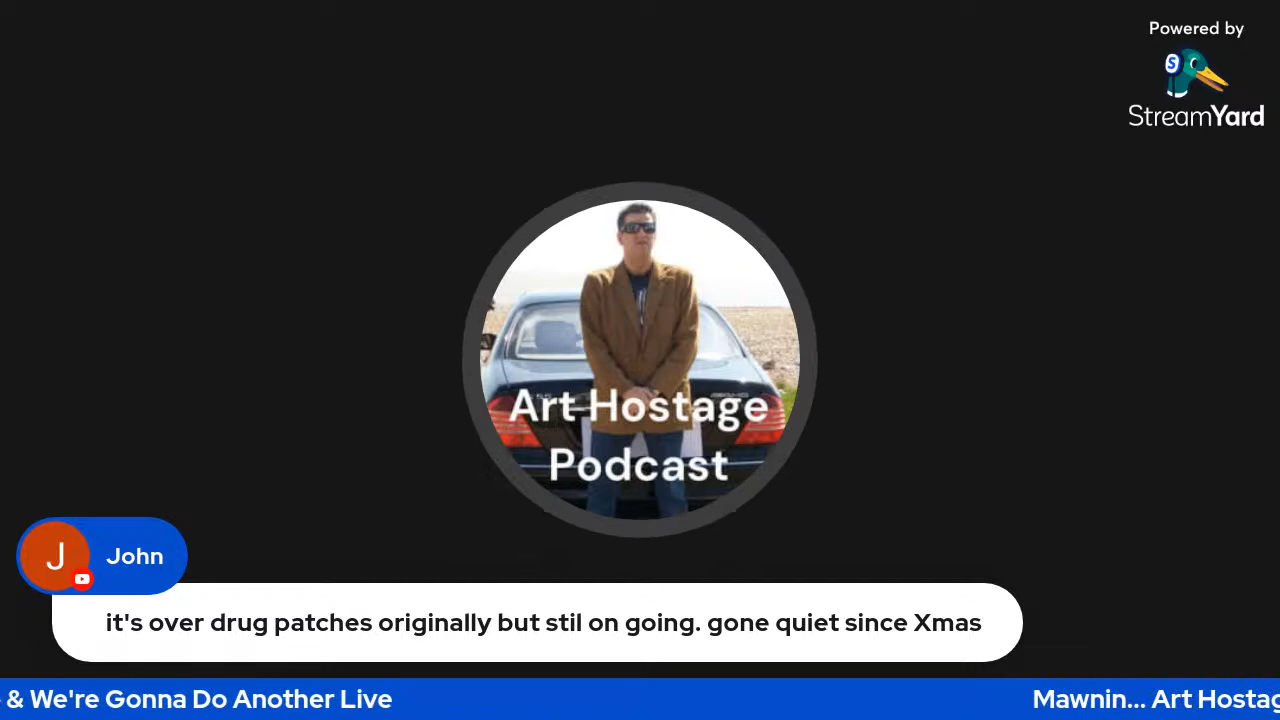 Powered by
S
StreamYard
Art Hostage
Podcast
J
John
it's over drug patches originally but stil on going. gone quiet since Xmas
& We're Gonna Do Another Live
Mawnin... Art Hostag